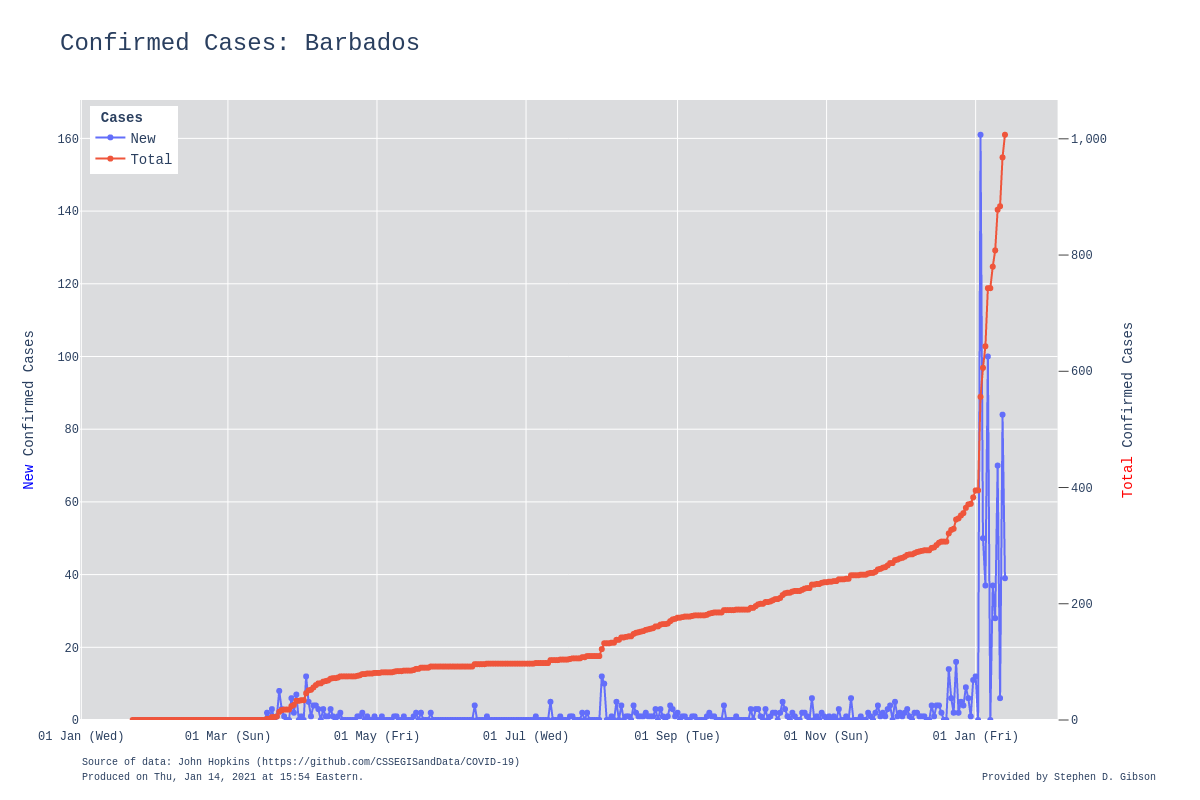 Confirmed Cases: Barbados
Cases
New
Total
160
140
120
100
80
60
40
20
0
1,000
800
600
400
200
0
New Confirmed Cases
Total Confirmed Cases
01 Jan (Wed)
01 Mar (Sun)
01 May (Fri)
01 Jul (Wed)
01 Sep (Tue)
01 Nov (Sun)
01 Jan (Fri)
Source of data: John Hopkins (https://github.com/CSSEGISandData/COVID-19)
Produced on Thu, Jan 14, 2021 at 15:54 Eastern.
Provided by Stephen D. Gibson